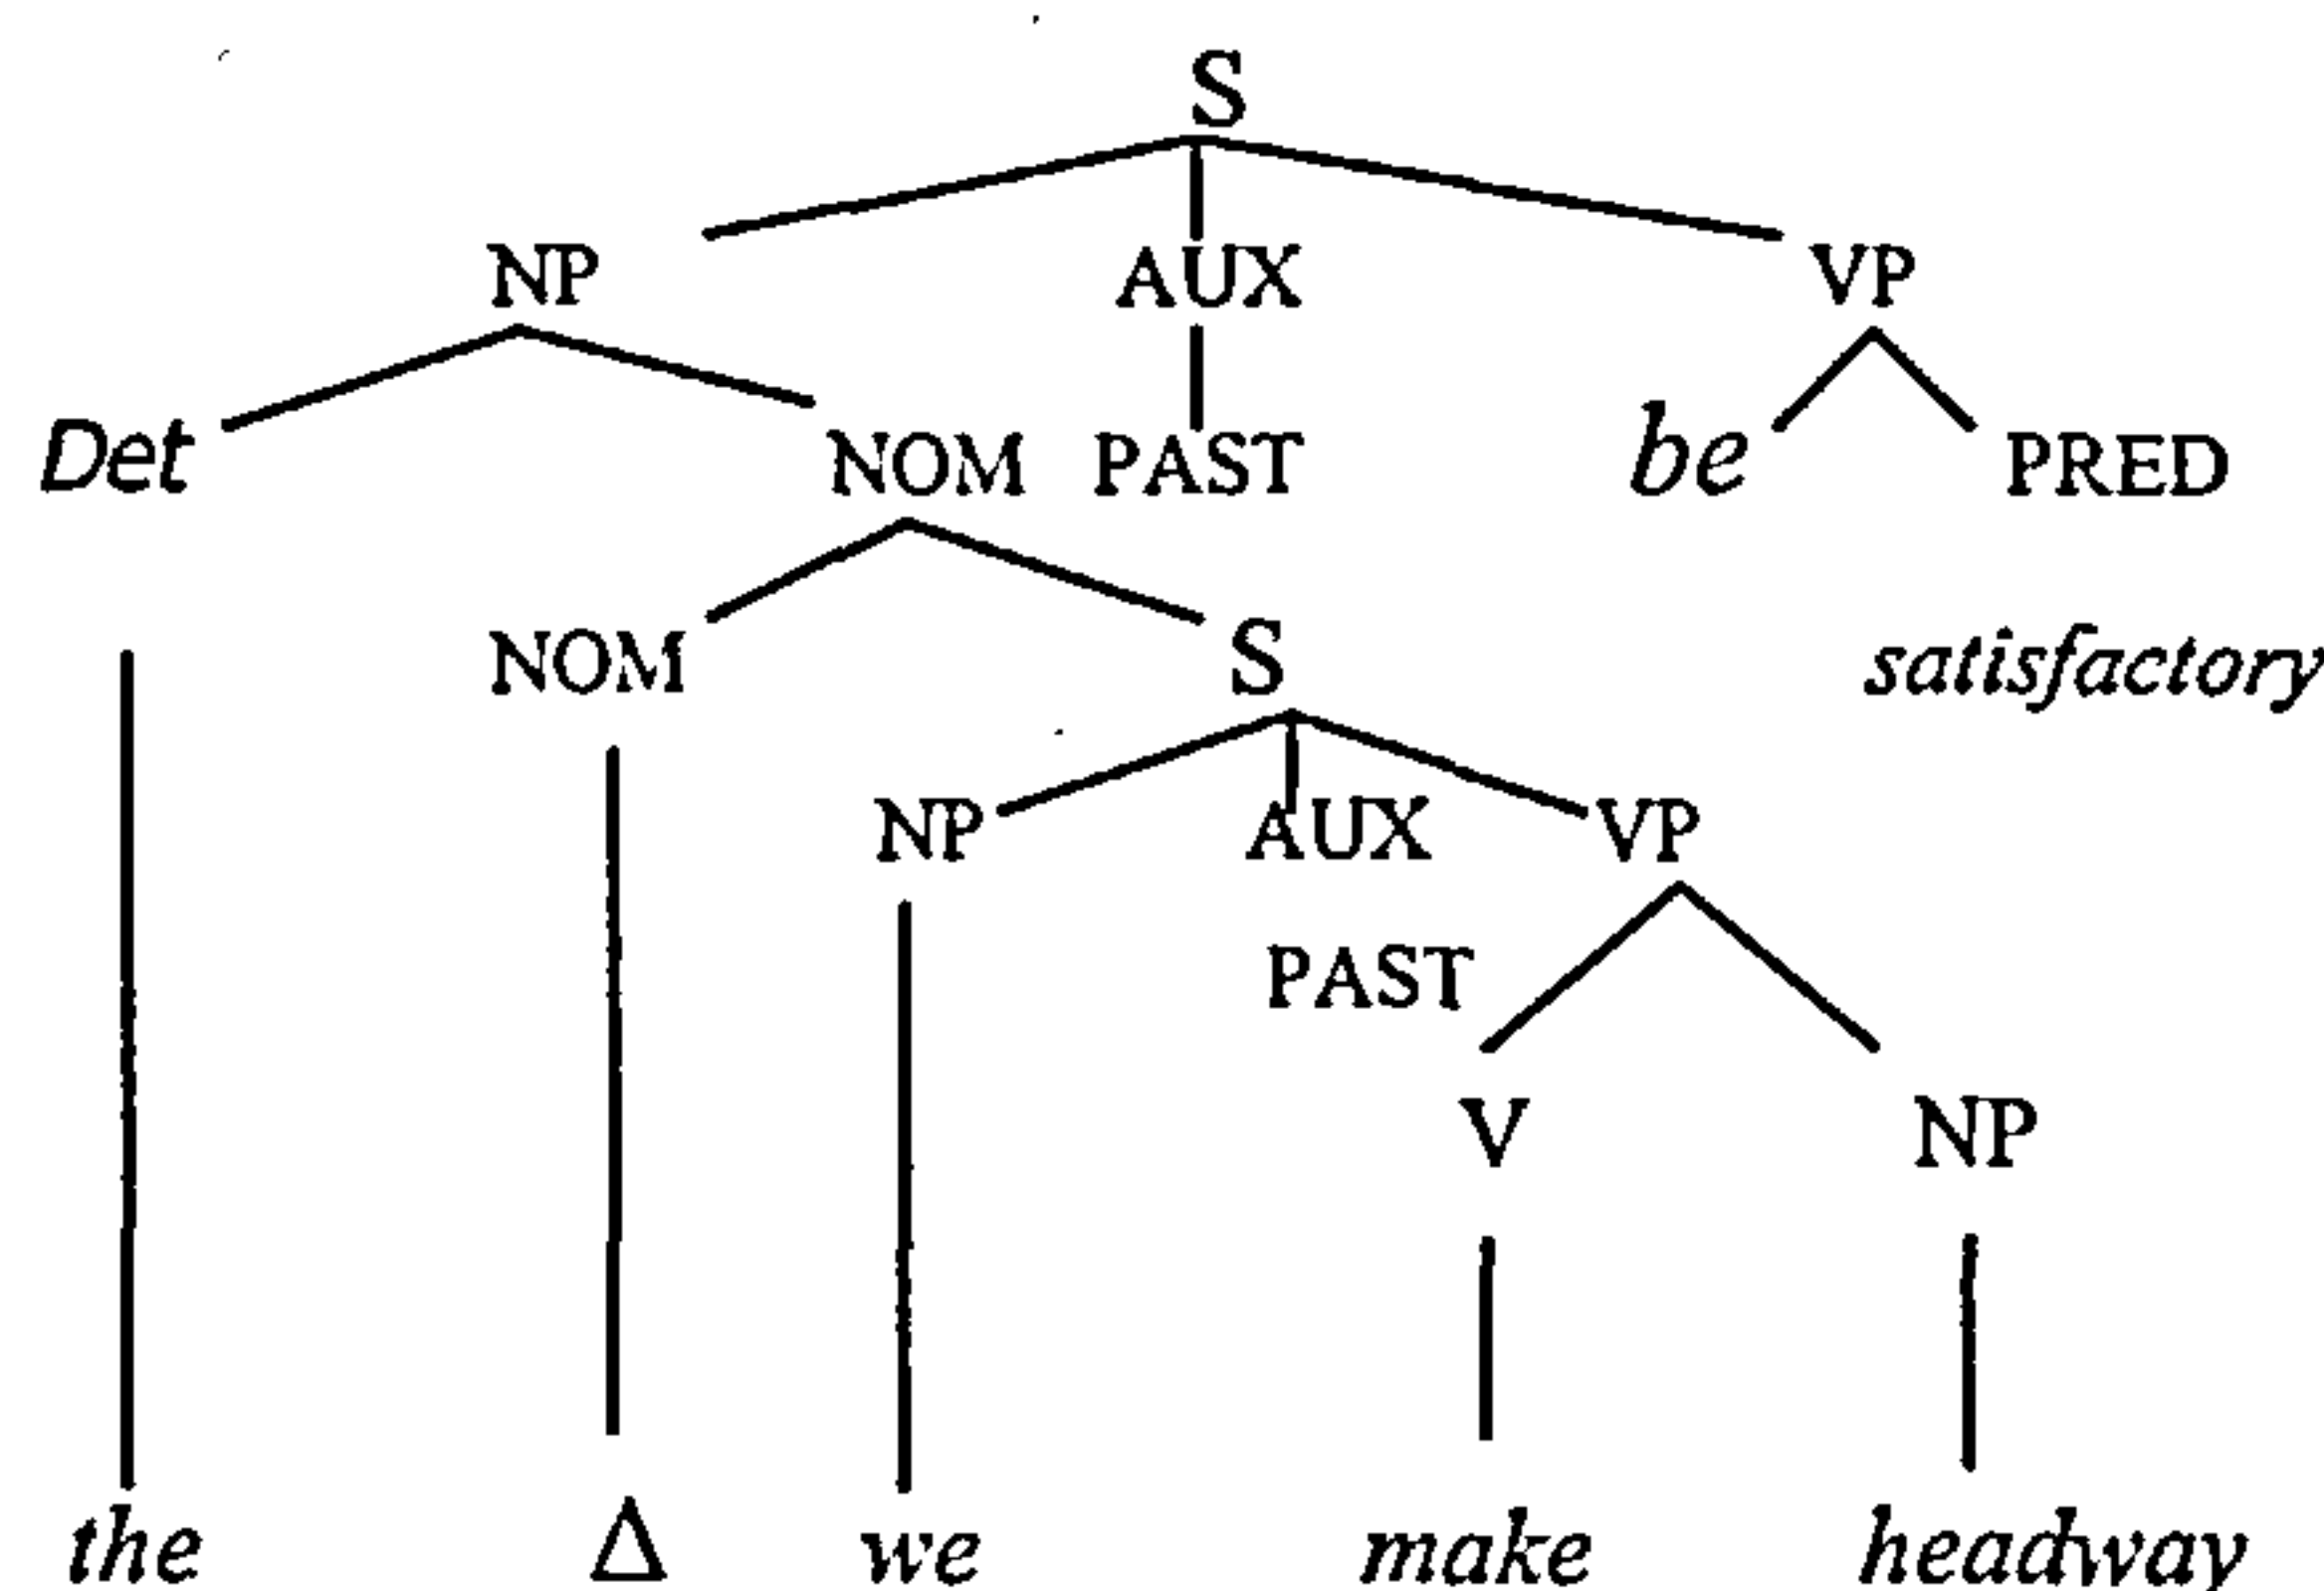 S
NP AUX VP
Det NOM PAST be PRED
NOM S satisfactory
NP AUX VP
PAST
V NP
the Δ we make headway